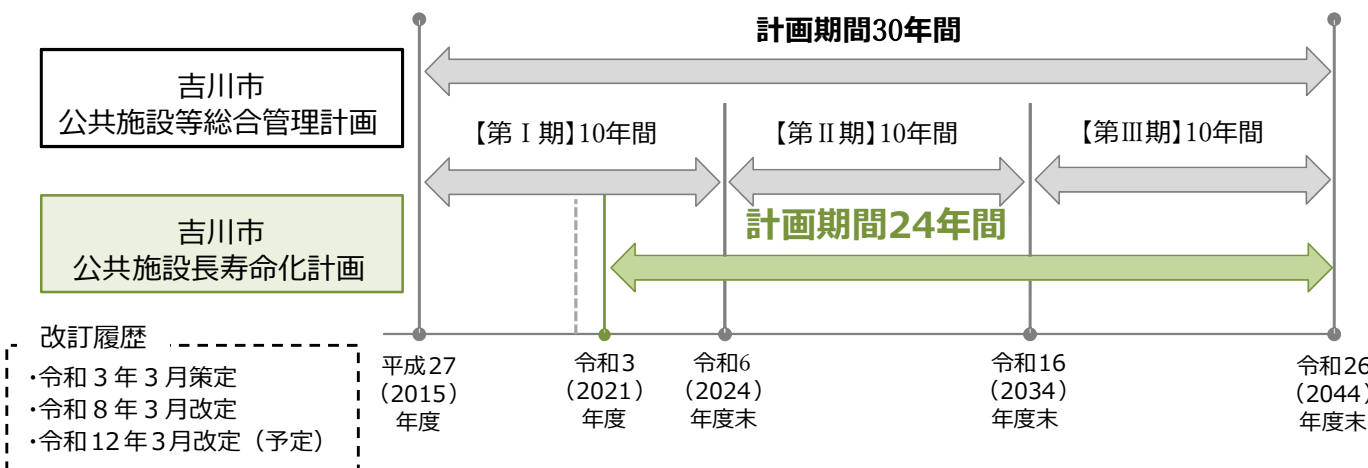 計画期間30年間
吉川市
公共施設等総合管理計画
【第Ⅰ期】10年間
【第Ⅱ期】10年間
【第Ⅲ期】10年間
吉川市
公共施設長寿命化計画
計画期間24年間
改訂履歴
・令和３年３月策定
・令和８年３月改定
・令和12年3月改定（予定）
平成27
（2015）
年度
令和3
（2021）
年度
令和6
（2024）
年度末
令和16
（2034）
年度末
令和26
（2044）
年度末